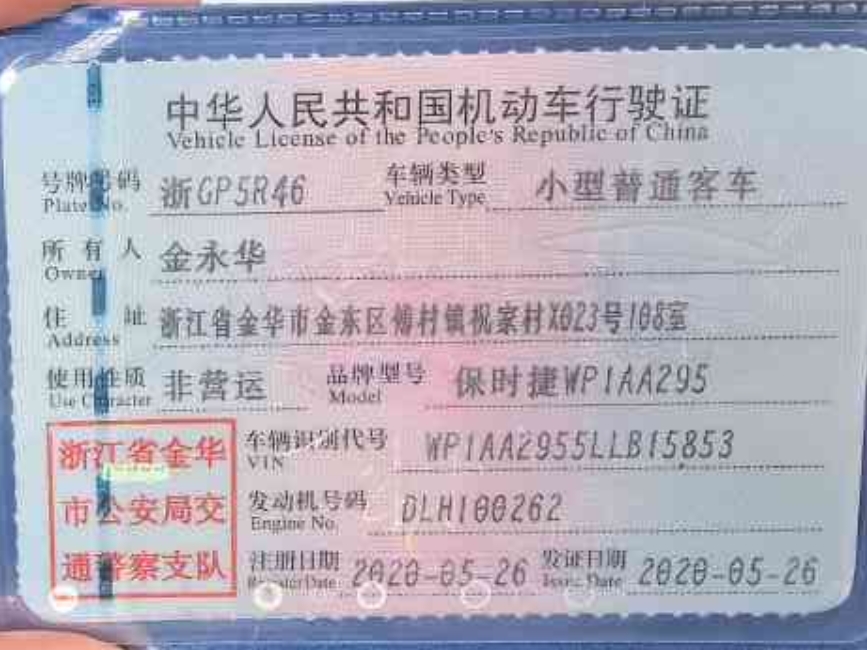 中华人民共和国机动车行驶证
Vehicle License of the People's Republic of China
号牌号码 浙GP5R46 车辆类型 小型普通客车
Plate No. Vehicle Type
所有人 金永华
Owner
住址 浙江省金华市金东区傅村镇祝家村X023号108室
Address
使用性质 非营运 品牌型号 保时捷WP1AA295
Use Character Model
浙江省金华 车辆识别代号 WP1AA2955LLB15853
VIN
市公安局交 发动机号码 DLH100262
Engine No.
通警察支队 注册日期 2020-05-26 发证日期 2020-05-26
Register Date Issue Date